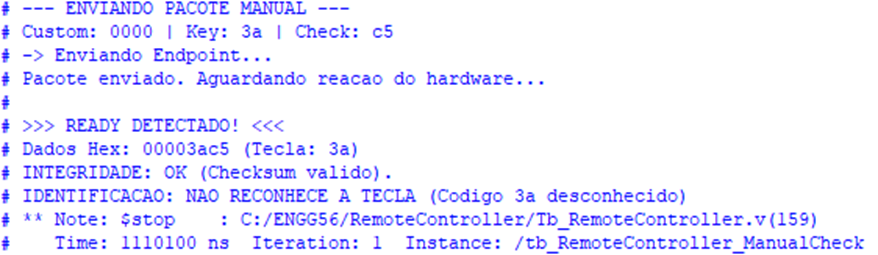 # --- ENVIANDO PACOTE MANUAL ---
# Custom: 0000 | Key: 3a | Check: c5
# -> Enviando Endpoint...
# Pacote enviado. Aguardando reacao do hardware...
#
# >>> READY DETECTADO! <<<
# Dados Hex: 00003ac5 (Tecla: 3a)
# INTEGRIDADE: OK (Checksum valido).
# IDENTIFICACAO: NAO RECONHECE A TECLA (Codigo 3a desconhecido)
# ** Note: $stop    : C:/ENGG56/RemoteController/Tb_RemoteController.v(159)
#    Time: 1110100 ns  Iteration: 1  Instance: /tb_RemoteController_ManualCheck